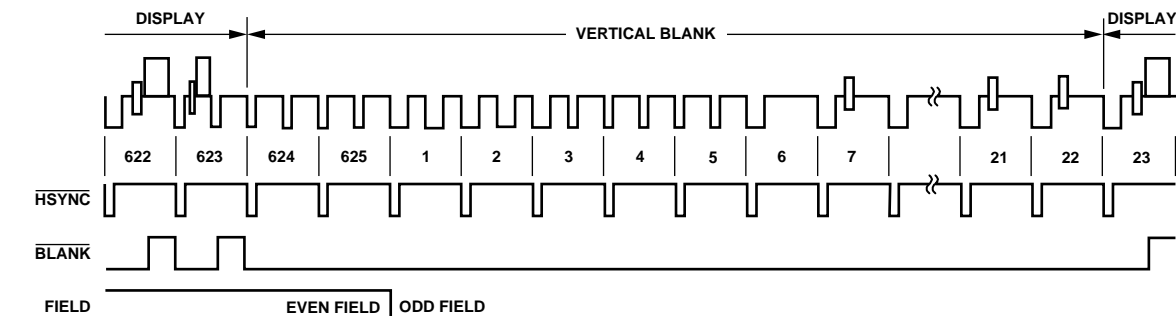 DISPLAY VERTICAL BLANK DISPLAY
622 623 624 625 1 2 3 4 5 6 7 21 22 23
HSYNC
BLANK
FIELD EVEN FIELD ODD FIELD